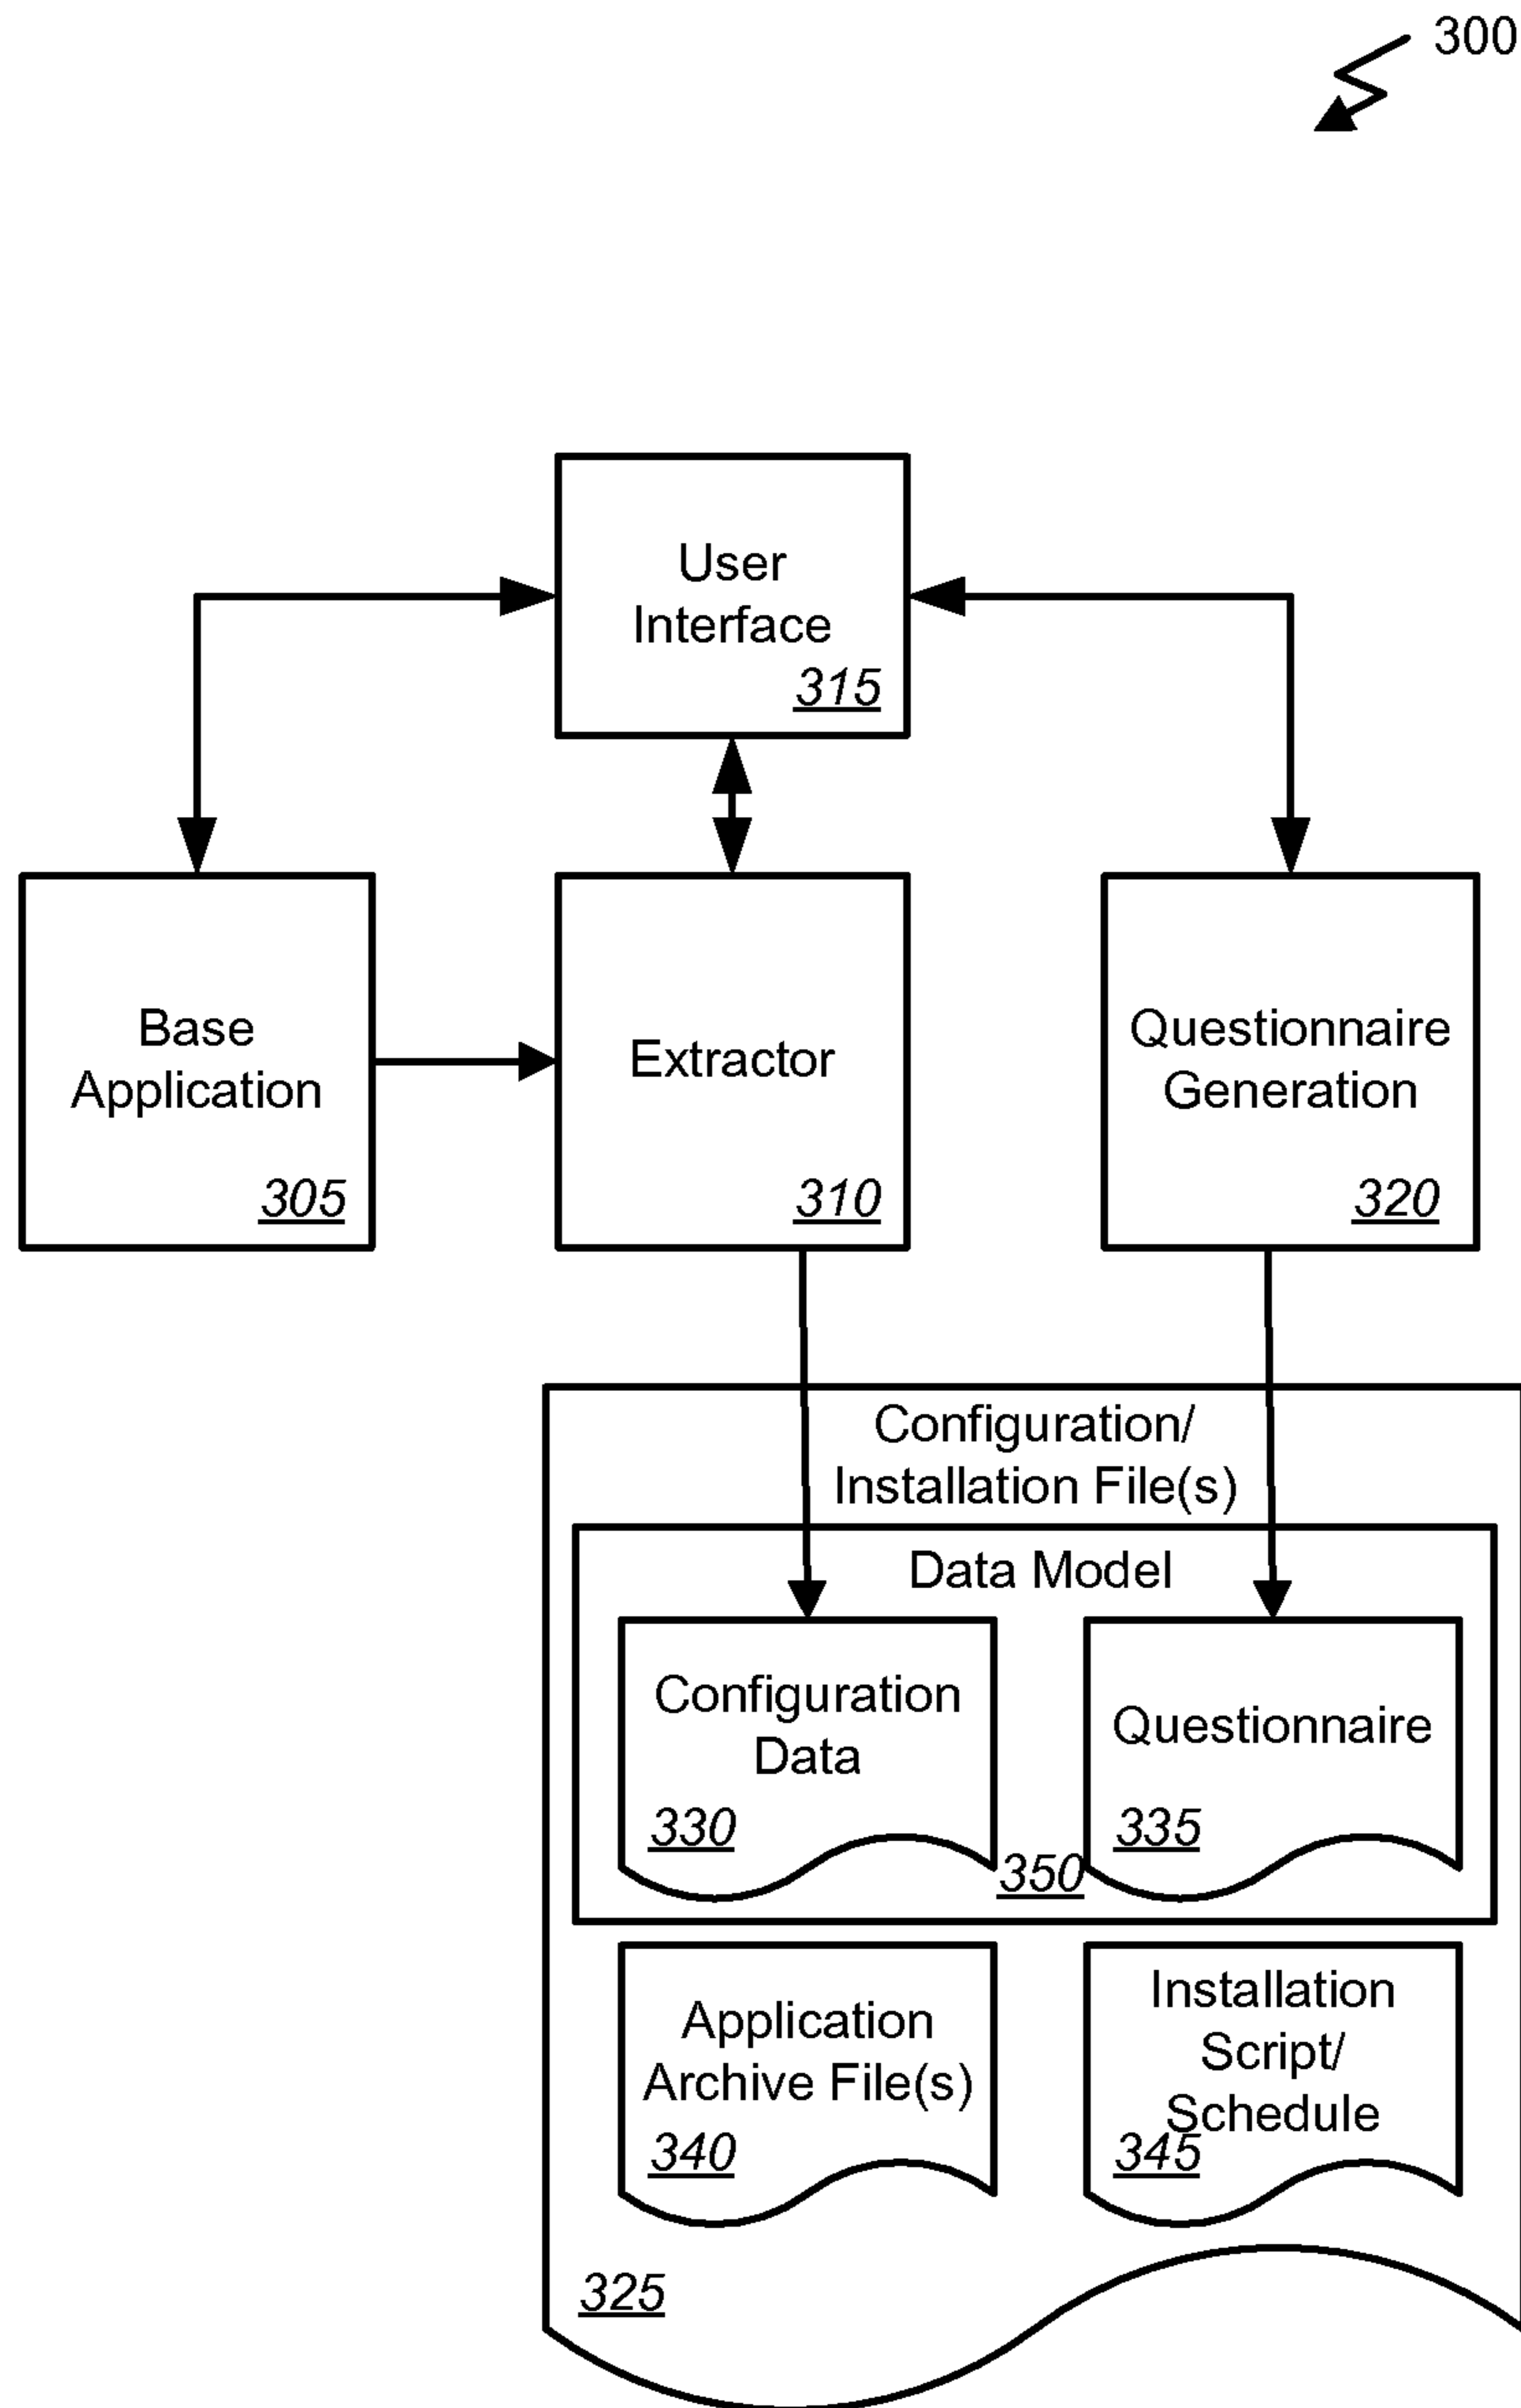 300
User
Interface
315
Base
Application
305
Extractor
310
Questionnaire
Generation
320
Configuration/
Installation File(s)
Data Model
Configuration
Data
330
Questionnaire
335
350
Application
Archive File(s)
340
Installation
Script/
Schedule
345
325